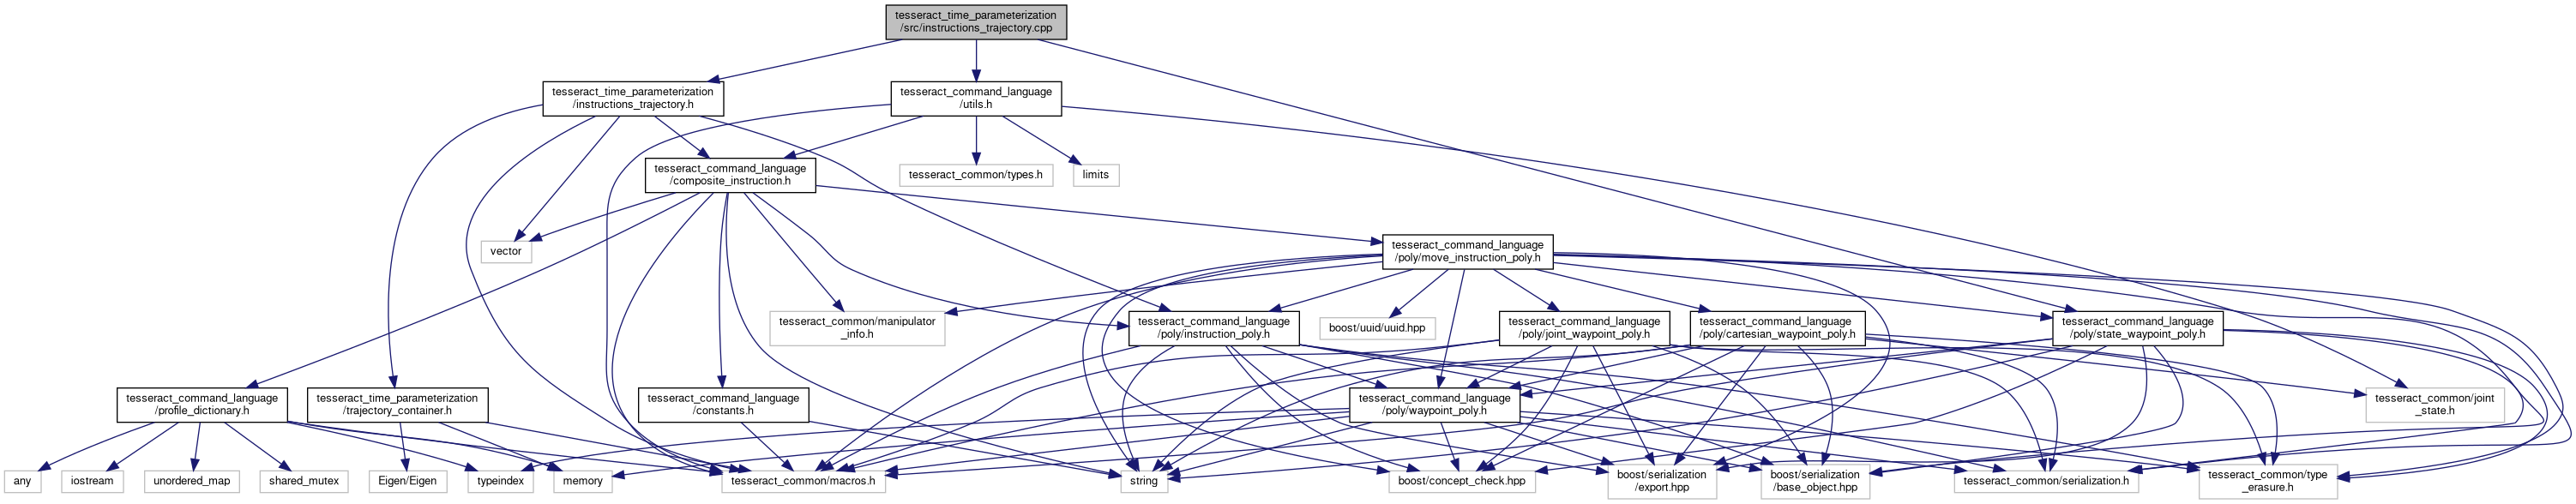 tesseract_time_parameterization
/src/instructions_trajectory.cpp
tesseract_time_parameterization
/instructions_trajectory.h
tesseract_command_language
/utils.h
tesseract_command_language
/composite_instruction.h
tesseract_common/types.h
limits
vector
tesseract_command_language
/poly/move_instruction_poly.h
tesseract_common/manipulator
_info.h
tesseract_command_language
/poly/instruction_poly.h
boost/uuid/uuid.hpp
tesseract_command_language
/poly/joint_waypoint_poly.h
tesseract_command_language
/poly/cartesian_waypoint_poly.h
tesseract_command_language
/poly/state_waypoint_poly.h
tesseract_command_language
/profile_dictionary.h
tesseract_time_parameterization
/trajectory_container.h
tesseract_command_language
/constants.h
tesseract_command_language
/poly/waypoint_poly.h
tesseract_common/joint
_state.h
any
iostream
unordered_map
shared_mutex
Eigen/Eigen
typeindex
memory
tesseract_common/macros.h
string
boost/concept_check.hpp
boost/serialization
/export.hpp
boost/serialization
/base_object.hpp
tesseract_common/serialization.h
tesseract_common/type
_erasure.h